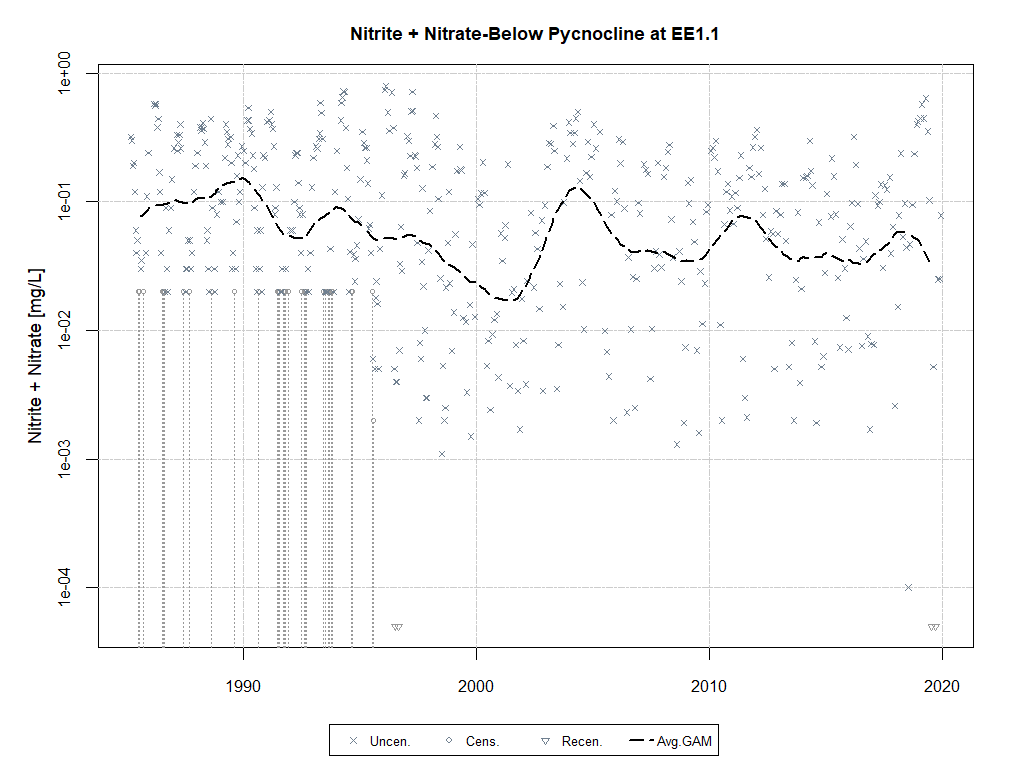 Nitrite + Nitrate-Below Pycnocline at EE1.1
Nitrite + Nitrate [mg/L]
1e+00
1e-01
1e-02
1e-03
1e-04
1990
2000
2010
2020
Uncen.
Cens.
Recen.
Avg.GAM